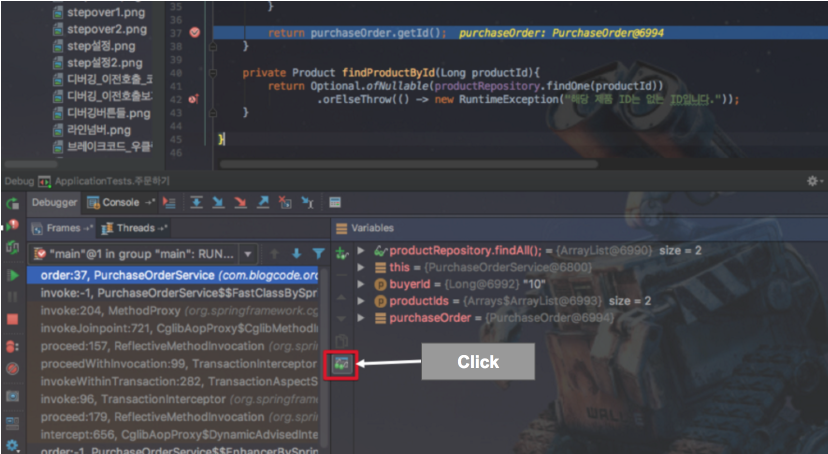 stepover1.png
stepover2.png
step설정.png
step설정2.png
디버깅_이전호출_코
디버깅_이전호출보
디버깅버튼들.png
라인넘버.png
브레이크코드_우클
35 }
36
37 return purchaseOrder.getId(); purchaseOrder: PurchaseOrder@6994
38 }
39
40 private Product findProductById(Long productId){
41 return Optional.ofNullable(productRepository.findOne(productId))
42 .orElseThrow(() -> new RuntimeException("해당 제품 ID는 없는 ID입니다."));
43 }
44
45 }
46
Debug ApplicationTests.주문하기
Debugger Console
Frames Threads
"main"@1 in group "main": RUN...
order:37, PurchaseOrderService (com.blogcode.ord
invoke:-1, PurchaseOrderService$$FastClassBySpr
invoke:204, MethodProxy (org.springframework.cg
invokeJoinpoint:721, CglibAopProxy$CglibMethodI
proceed:157, ReflectiveMethodInvocation (org.spri
proceedWithInvocation:99, TransactionInterceptor
invokeWithinTransaction:282, TransactionAspectS
invoke:96, TransactionInterceptor (org.springfram
proceed:179, ReflectiveMethodInvocation (org.spri
intercept:656, CglibAopProxy$DynamicAdvisedInte
order:-1, PurchaseOrderService$$EnhancerBySprin
Variables
productRepository.findAll(); = {ArrayList@6990} size = 2
this = {PurchaseOrderService@6800}
buyerId = {Long@6992} "10"
productIds = {Arrays$ArrayList@6993} size = 2
purchaseOrder = {PurchaseOrder@6994}
Click
WALL